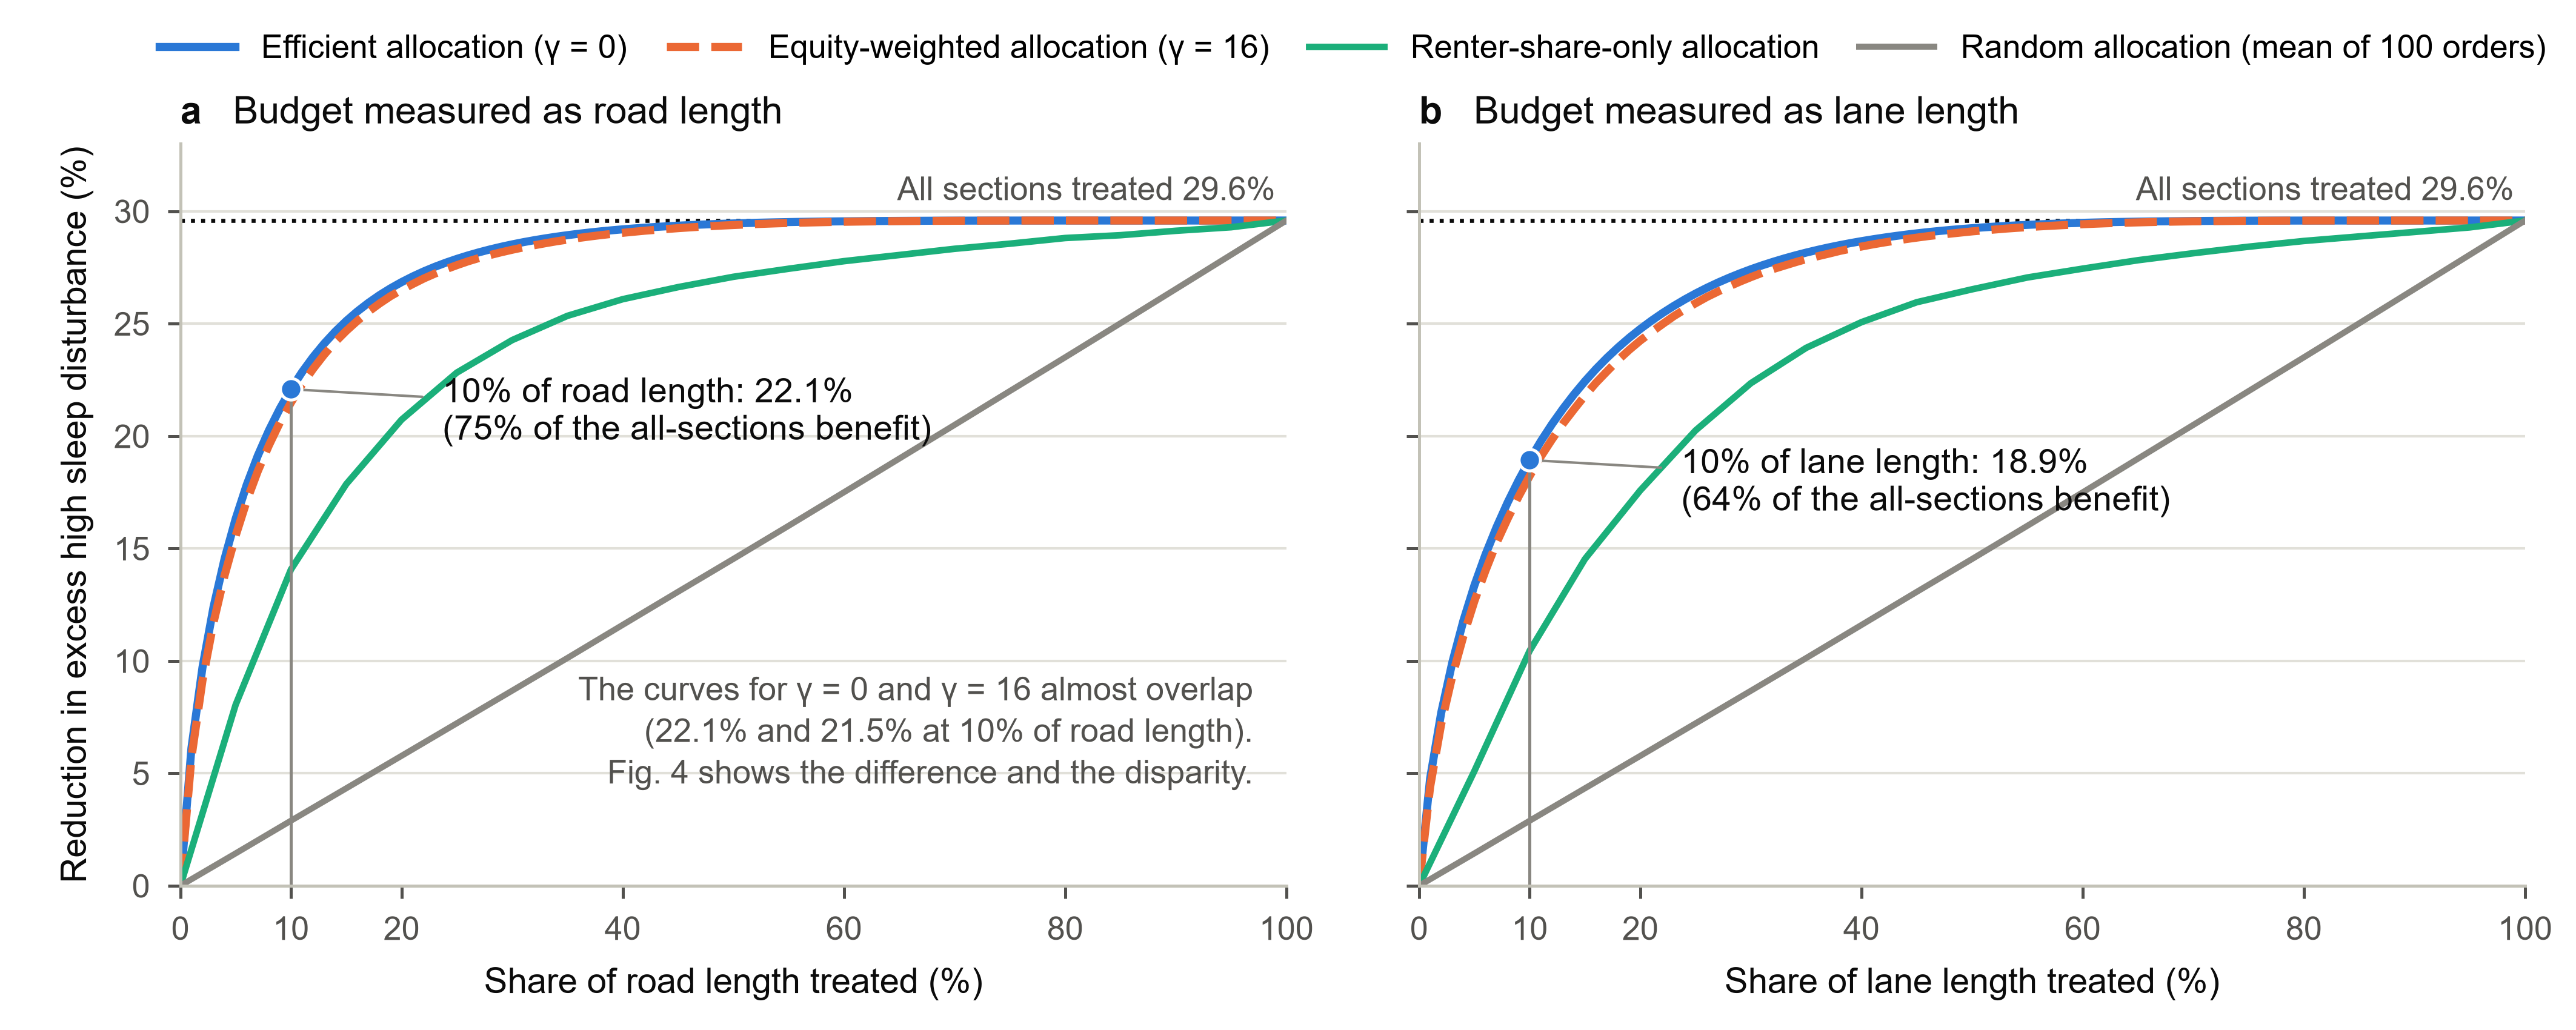 Efficient allocation (γ = 0)
Equity-weighted allocation (γ = 16)
Renter-share-only allocation
Random allocation (mean of 100 orders)
a Budget measured as road length
Reduction in excess high sleep disturbance (%)
30
25
20
15
10
5
0
All sections treated 29.6%
10% of road length: 22.1%
(75% of the all-sections benefit)
The curves for γ = 0 and γ = 16 almost overlap
(22.1% and 21.5% at 10% of road length).
Fig. 4 shows the difference and the disparity.
0 10 20 40 60 80 100
Share of road length treated (%)
b Budget measured as lane length
All sections treated 29.6%
10% of lane length: 18.9%
(64% of the all-sections benefit)
0 10 20 40 60 80 100
Share of lane length treated (%)